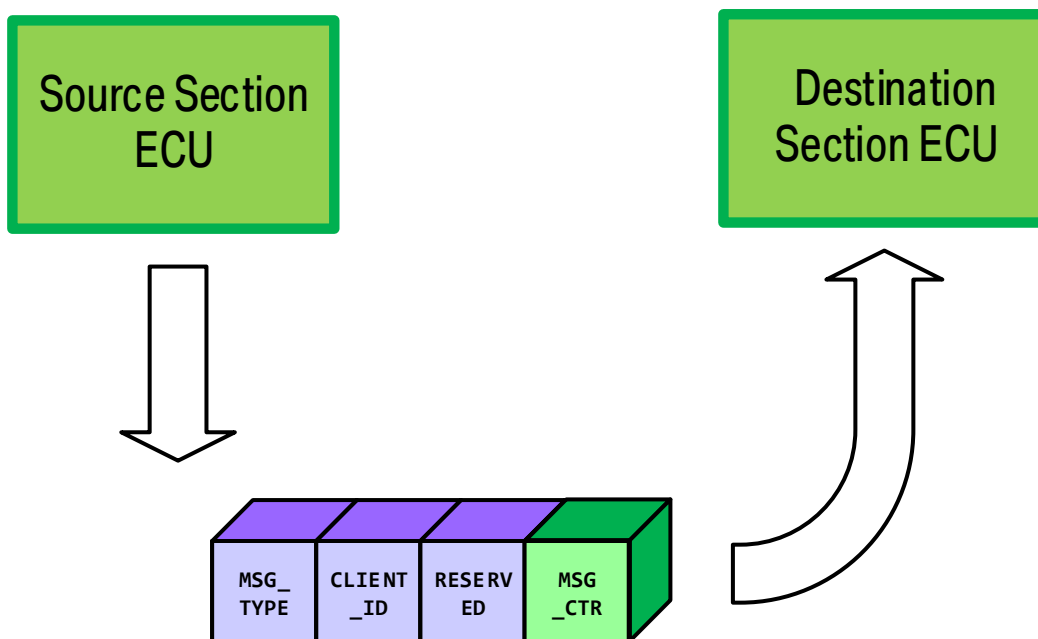 Source Section
ECU
Destination
Section ECU
MSG_
TYPE
CLIENT
_ID
RESERV
ED
MSG
_CTR